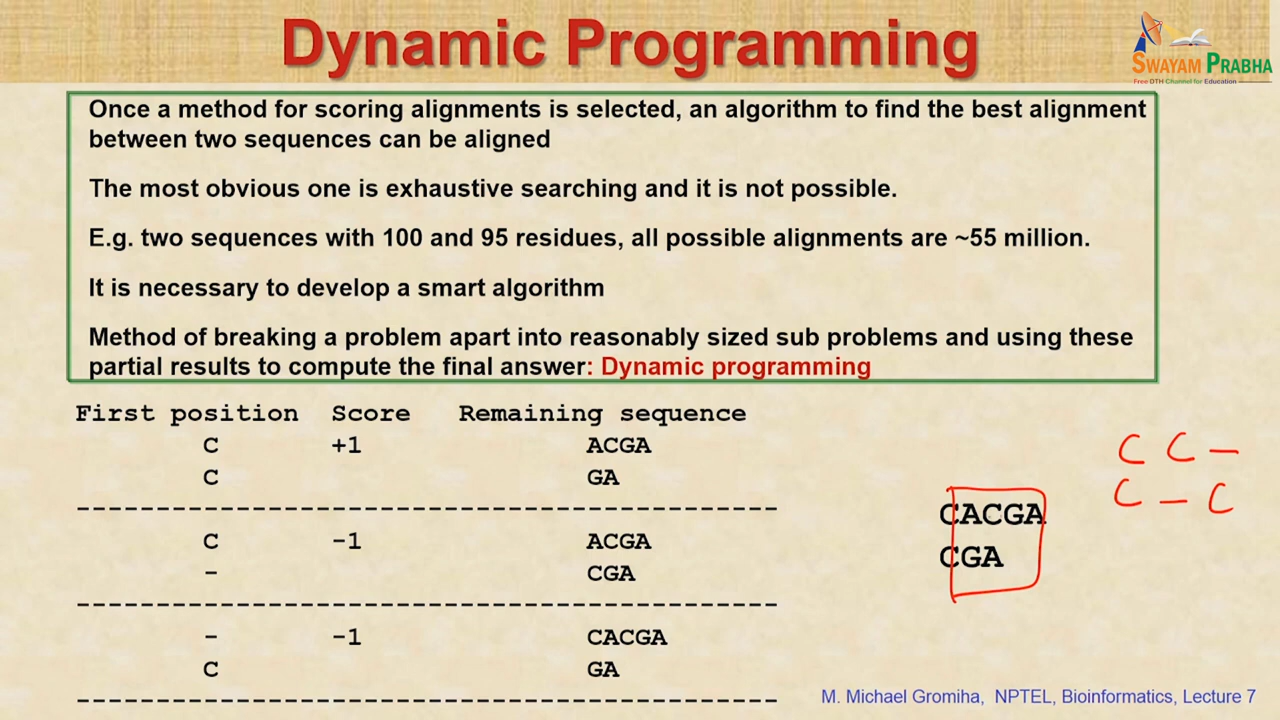 Dynamic Programming
SWAYAM PRABHA
Free DTH Channel for Education
Once a method for scoring alignments is selected, an algorithm to find the best alignment
between two sequences can be aligned
The most obvious one is exhaustive searching and it is not possible.
E.g. two sequences with 100 and 95 residues, all possible alignments are ~55 million.
It is necessary to develop a smart algorithm
Method of breaking a problem apart into reasonably sized sub problems and using these
partial results to compute the final answer: Dynamic programming
First position Score Remaining sequence
C +1 ACGA
C GA
--------------------------------------------
C -1 ACGA
- CGA
--------------------------------------------
- -1 CACGA
C GA
--------------------------------------------
CACGA
CGA
C C -
C - C
M. Michael Gromiha, NPTEL, Bioinformatics, Lecture 7